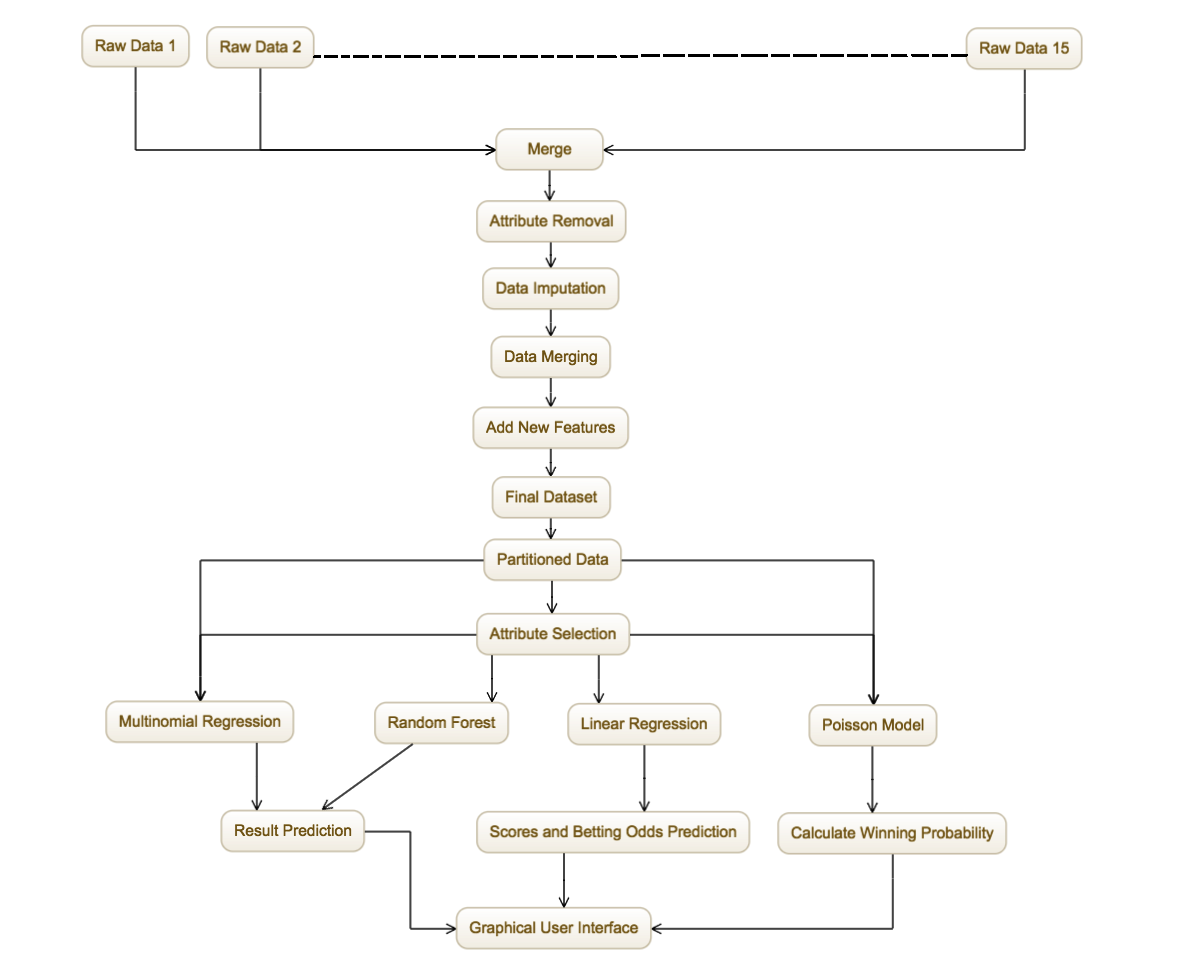 Raw Data 1
Raw Data 2
Raw Data 15
Merge
Attribute Removal
Data Imputation
Data Merging
Add New Features
Final Dataset
Partitioned Data
Attribute Selection
Multinomial Regression
Random Forest
Linear Regression
Poisson Model
Result Prediction
Scores and Betting Odds Prediction
Calculate Winning Probability
Graphical User Interface